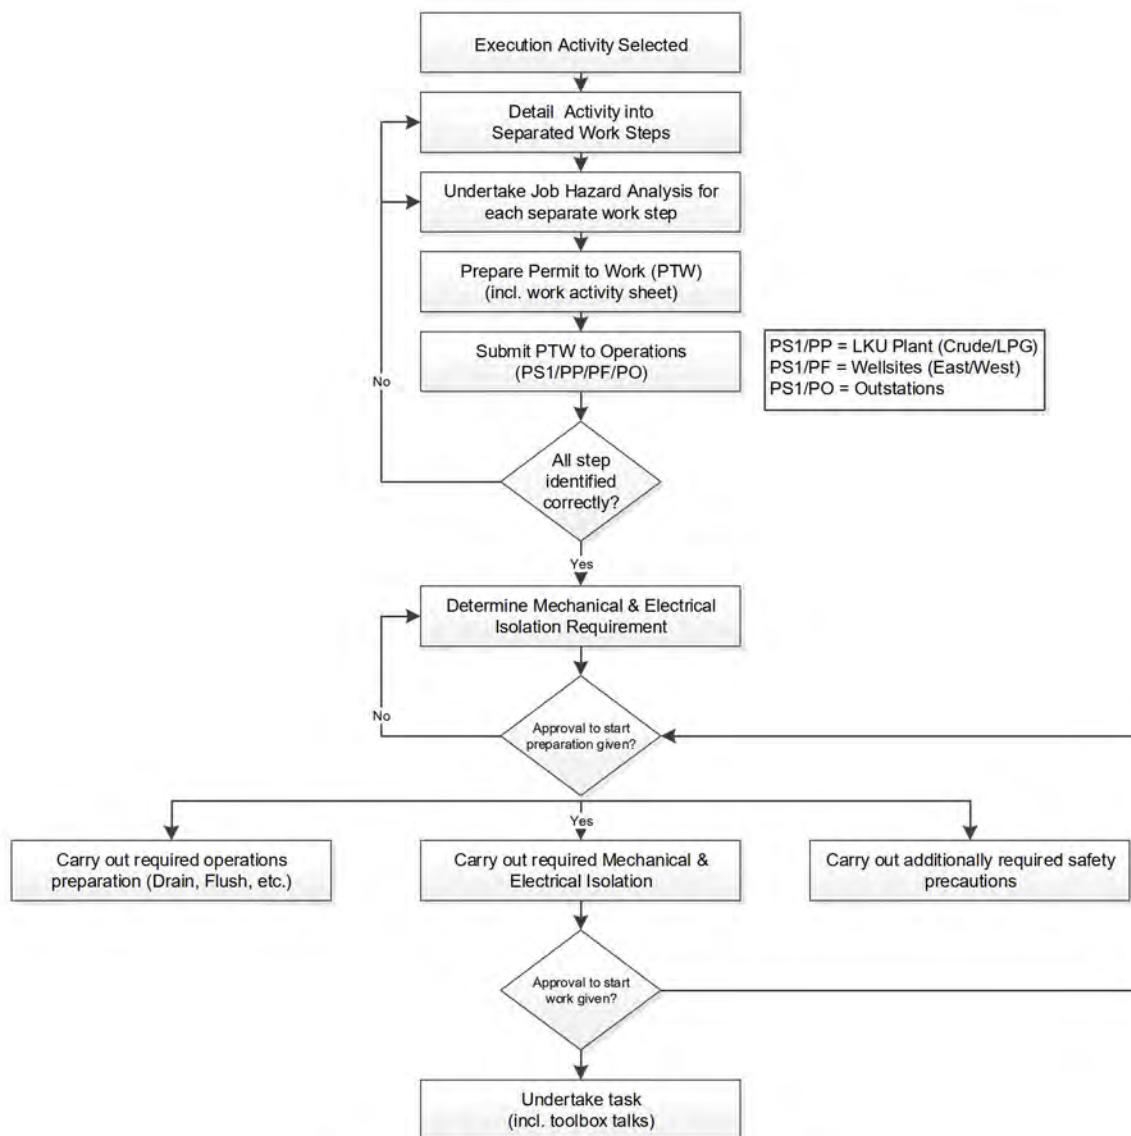 Execution Activity Selected
Detail Activity into
Separated Work Steps
Undertake Job Hazard Analysis for
each separate work step
Prepare Permit to Work (PTW)
(incl. work activity sheet)
Submit PTW to Operations
(PS1/PP/PF/PO)
PS1/PP = LKU Plant (Crude/LPG)
PS1/PF = Wellsites (East/West)
PS1/PO = Outstations
No
All step
identified
correctly?
Yes
Determine Mechanical & Electrical
Isolation Requirement
No
Approval to start
preparation given?
Yes
Carry out required operations
preparation (Drain, Flush, etc.)
Carry out required Mechanical &
Electrical Isolation
Carry out additionally required safety
precautions
Approval to start
work given?
Undertake task
(incl. toolbox talks)